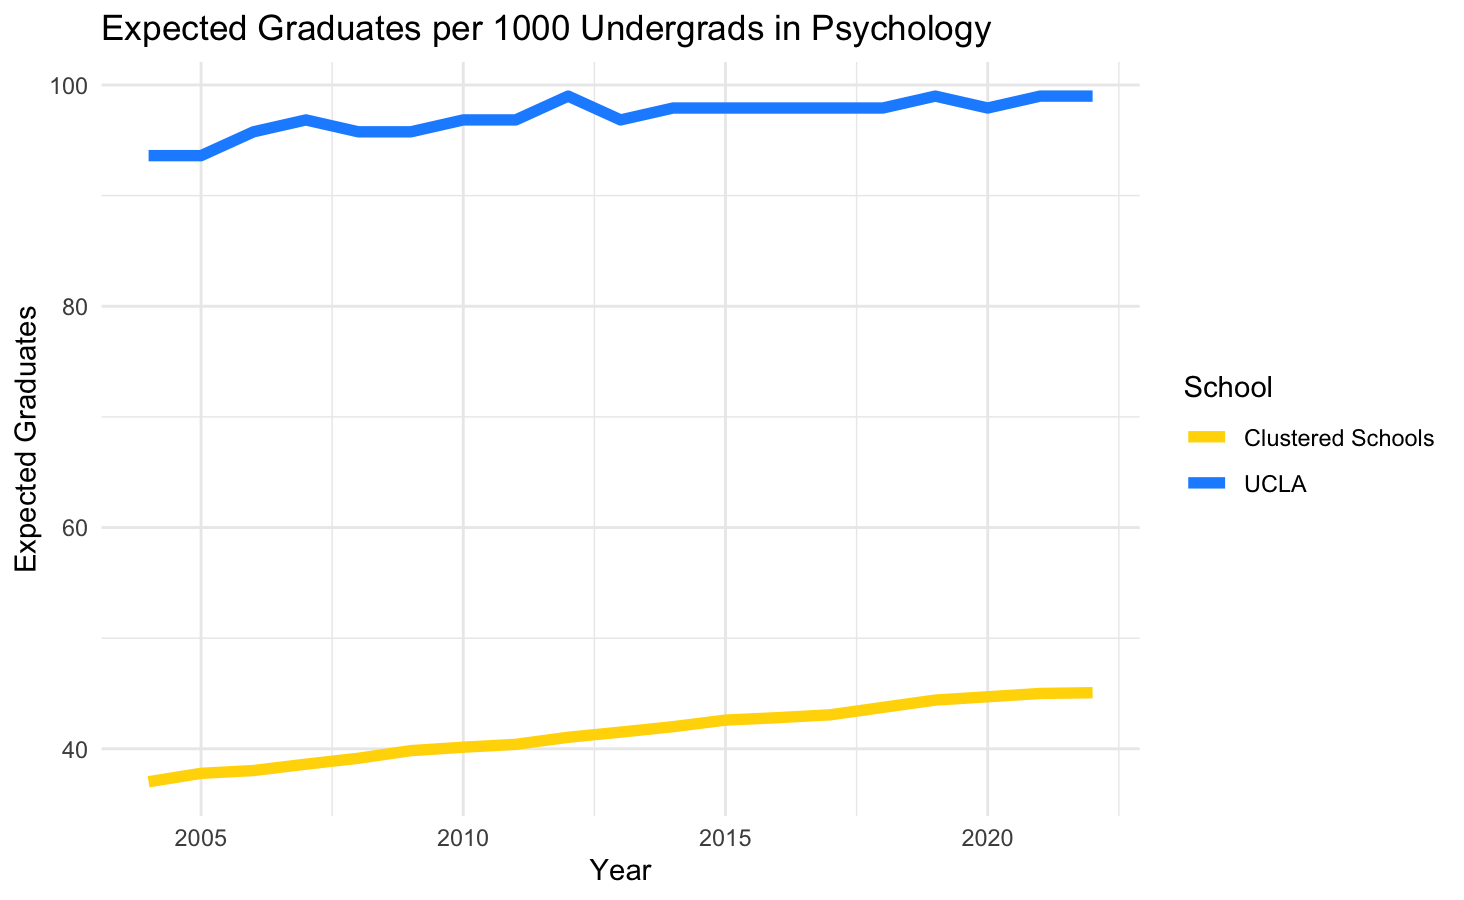 Expected Graduates per 1000 Undergrads in Psychology
Expected Graduates
100
80
60
40
2005 2010 2015 2020
Year
School
Clustered Schools
UCLA